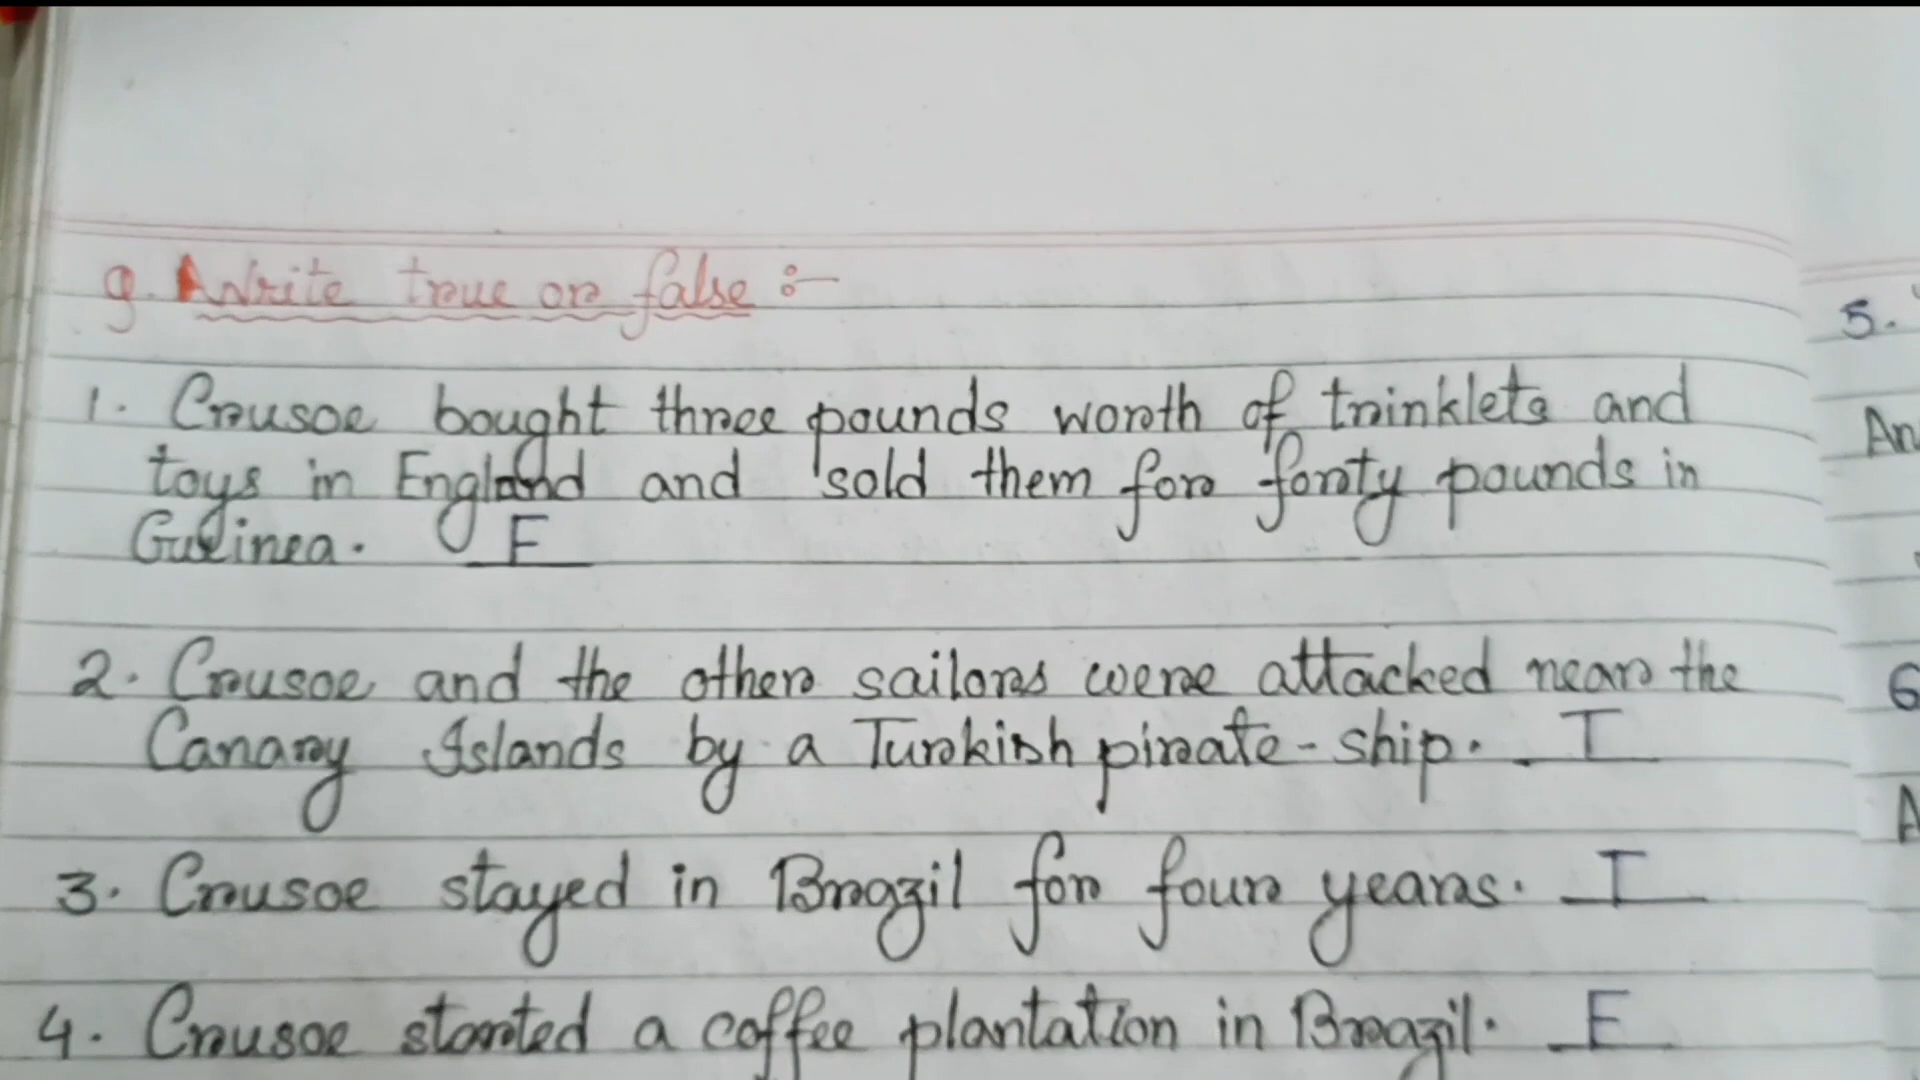 g. Write true or false :-
1. Crusoe bought three pounds worth of trinklets and
toys in England and sold them for forty pounds in
Guinea. F
2. Crusoe and the other sailors were attacked near the
Canary Islands by a Turkish pirate-ship. T
3. Crusoe stayed in Brazil for four years. T
4. Crusoe started a coffee plantation in Brazil. F
5.
An
6
A